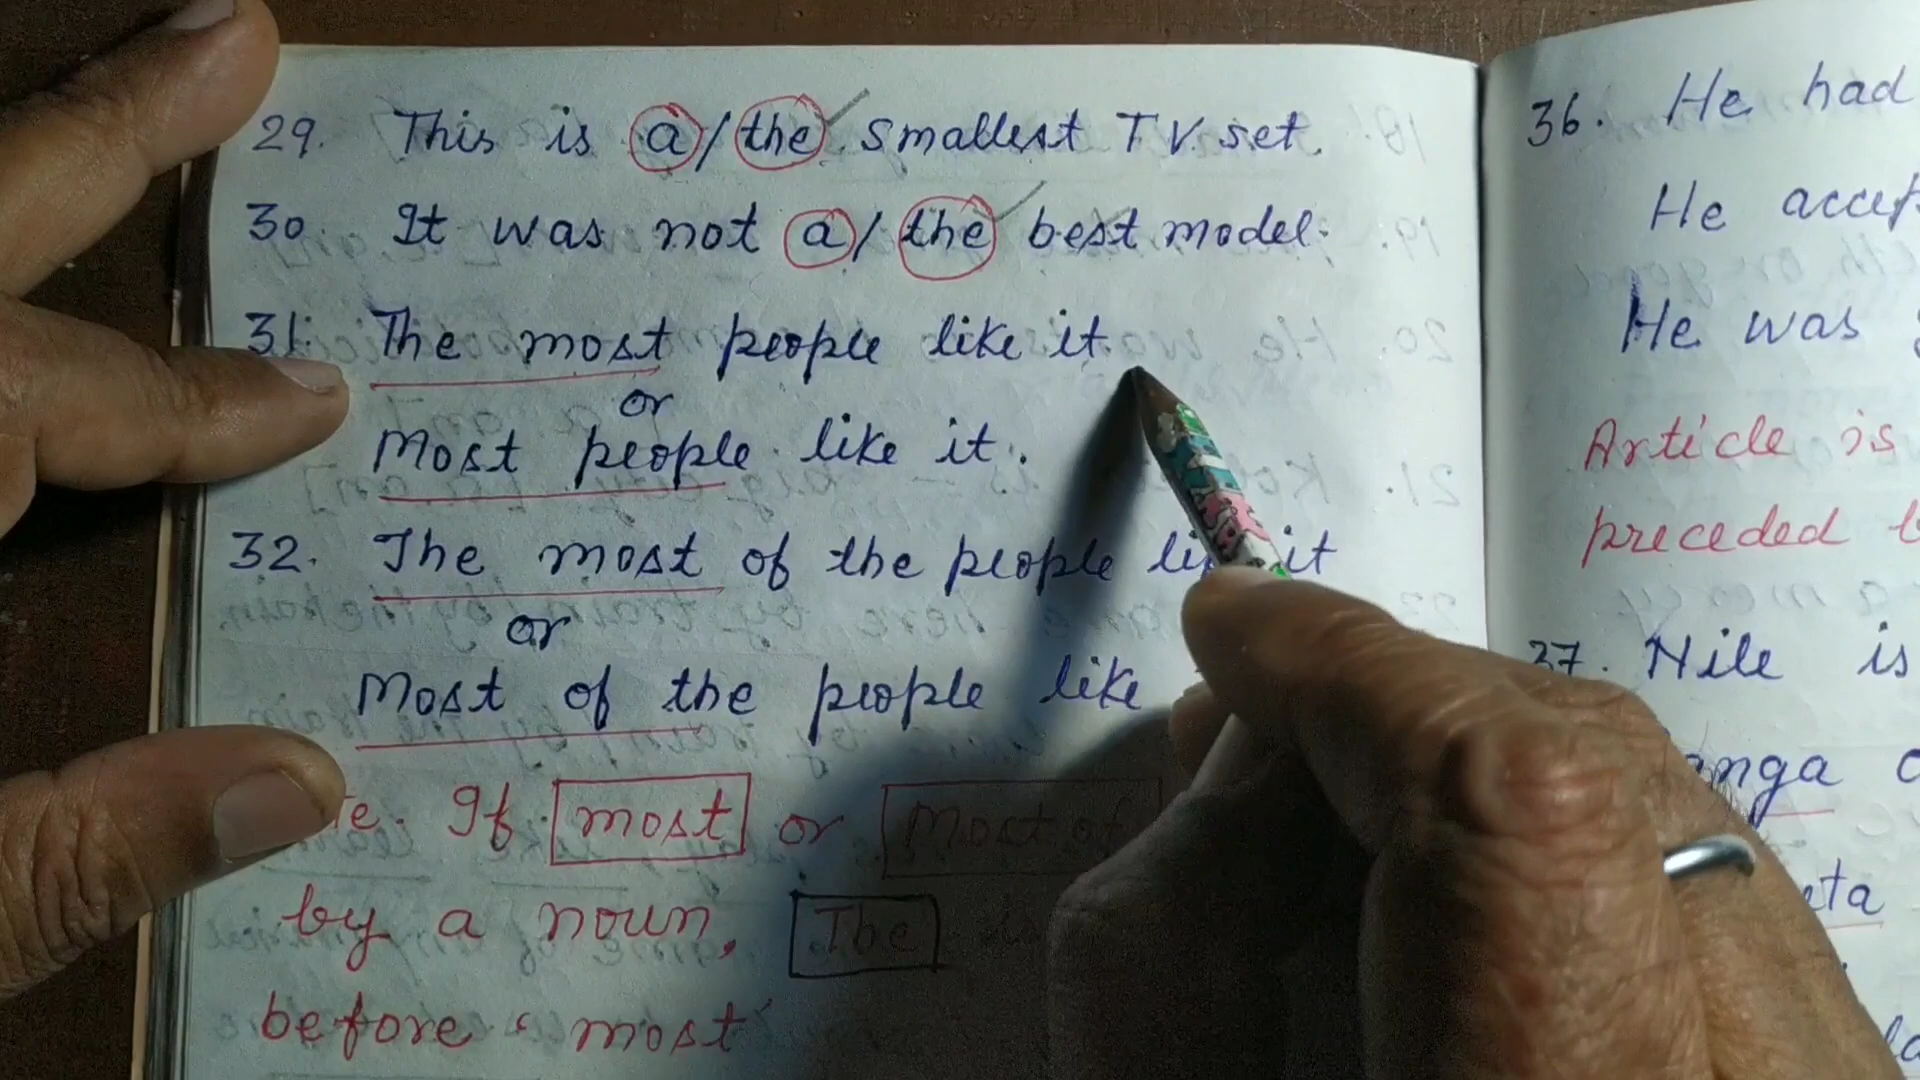 29. This is a/the smallest TV set.
30. It was not a/the best model.
31. The most people like it.
or
Most people like it.
32. The most of the people it
or
Most of the people like
If most or Most of
by a noun, The is
before "most"
36. He had
He
He was
Article is
preceded
37. Nile is